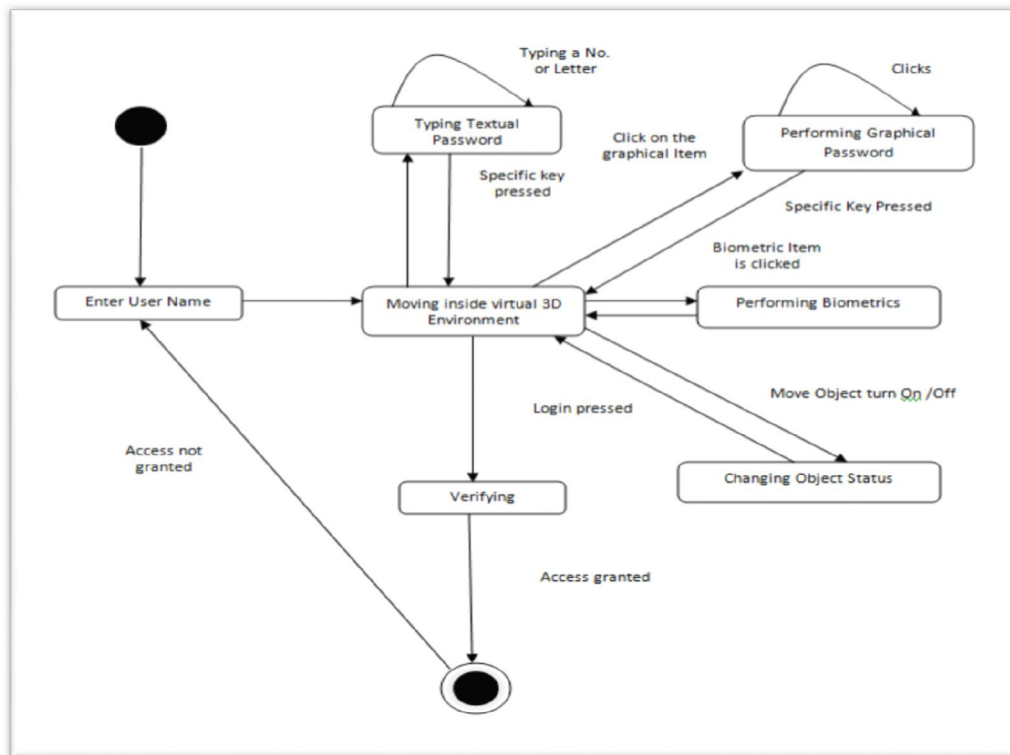 Typing a No.
or Letter
Clicks
Typing Textual
Password
Performing Graphical
Password
Click on the
graphical Item
Specific key
pressed
Specific Key Pressed
Biometric Item
is clicked
Enter User Name
Moving inside virtual 3D
Environment
Performing Biometrics
Move Object turn On /Off
Login pressed
Access not
granted
Changing Object Status
Verifying
Access granted